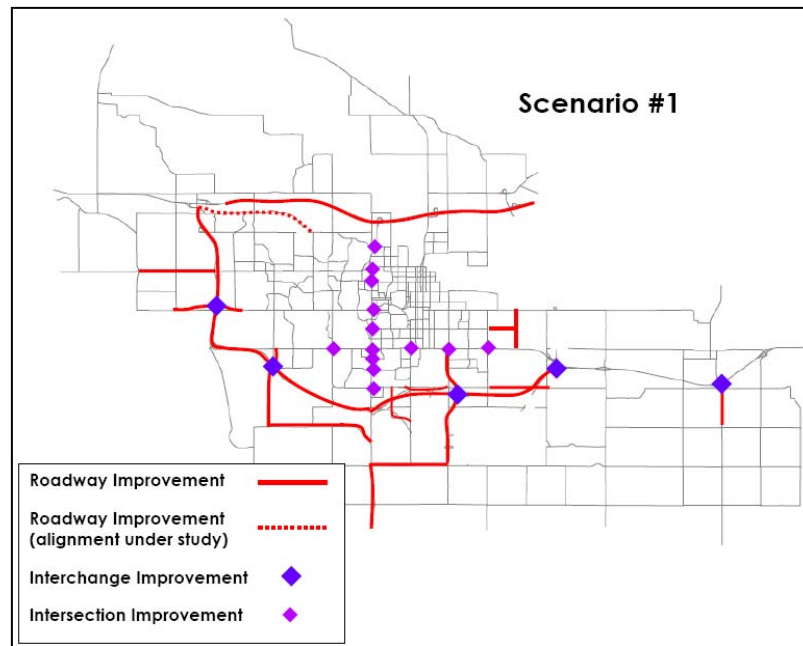 Scenario #1
Roadway Improvement
Roadway Improvement
(alignment under study)
Interchange Improvement
Intersection Improvement